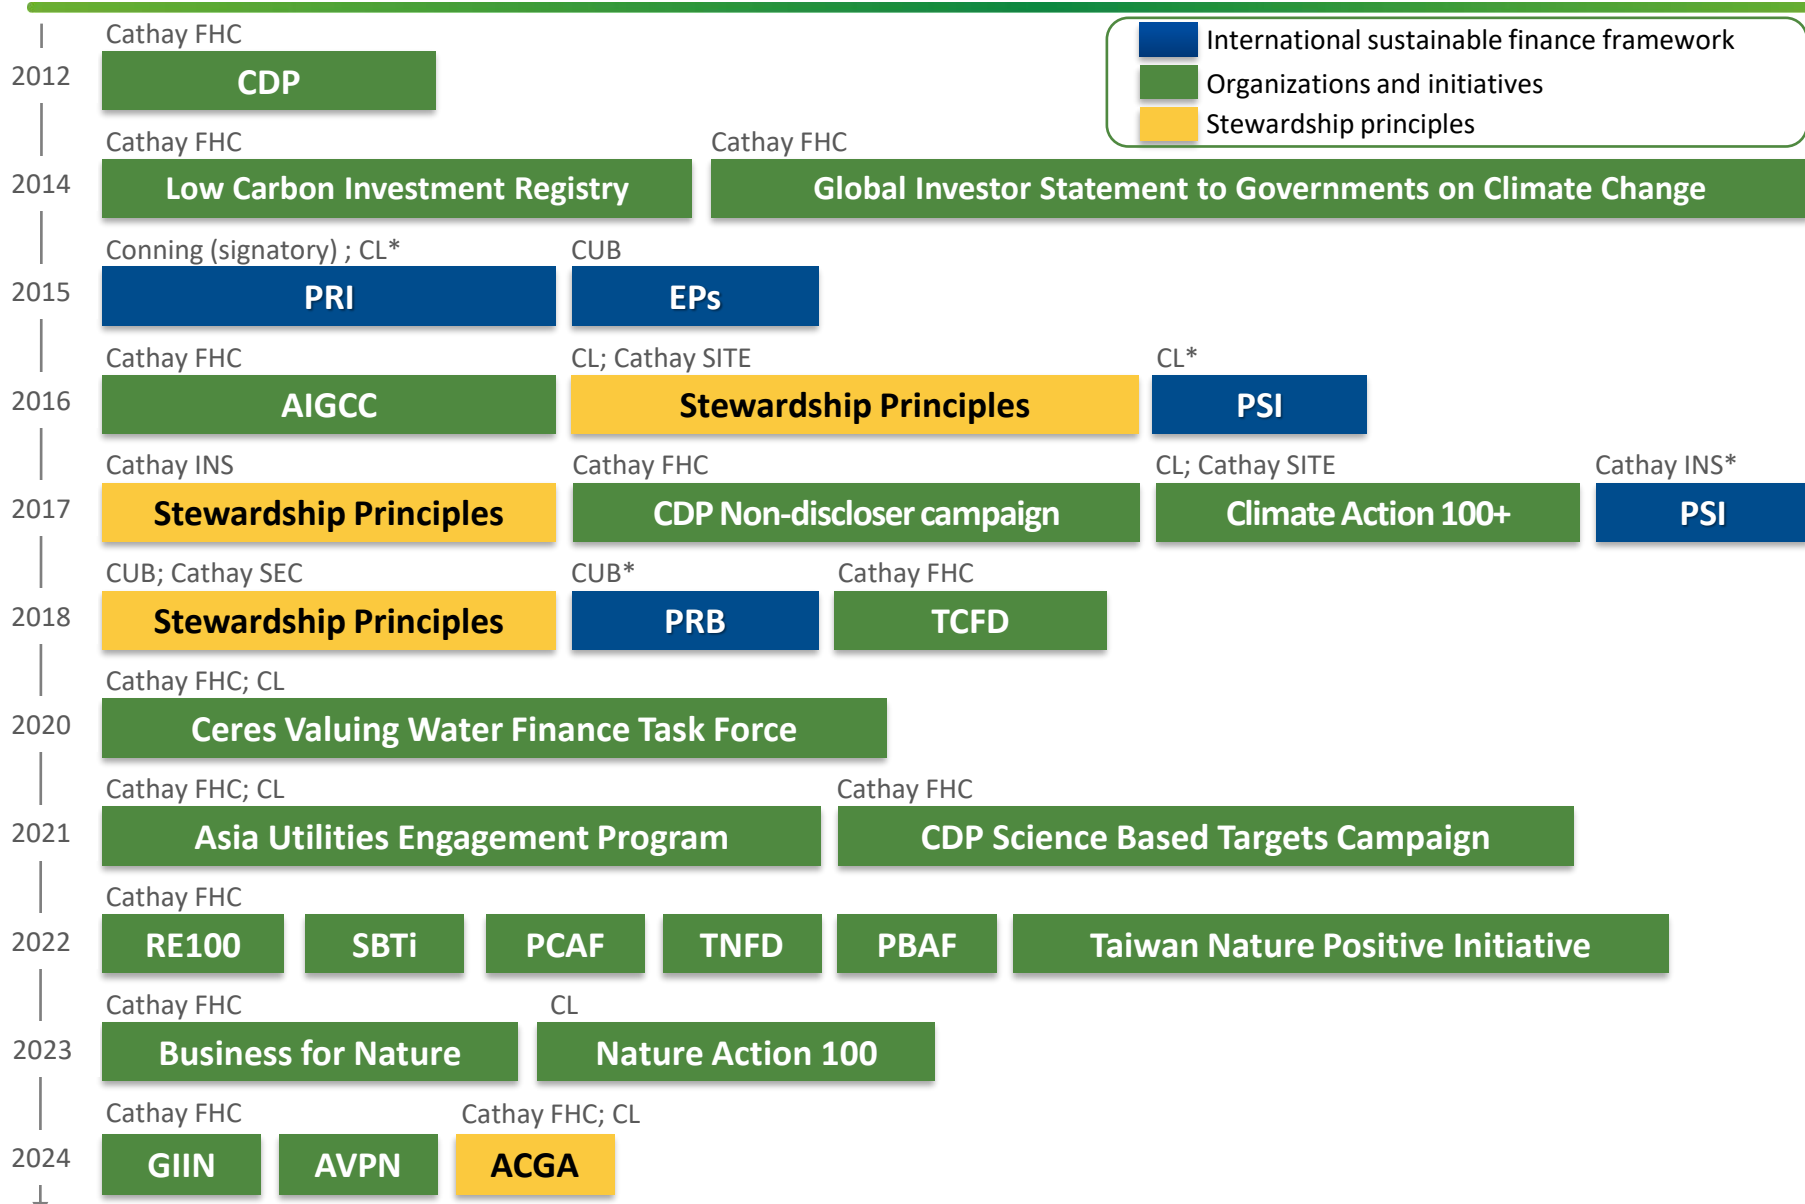 International sustainable finance framework
Organizations and initiatives
Stewardship principles
Cathay FHC
2012
CDP
Cathay FHC
Cathay FHC
2014
Low Carbon Investment Registry
Global Investor Statement to Governments on Climate Change
Conning (signatory) ; CL*
CUB
2015
PRI
EPs
Cathay FHC
CL; Cathay SITE
CL*
2016
AIGCC
Stewardship Principles
PSI
Cathay INS
Cathay FHC
CL; Cathay SITE
Cathay INS*
2017
Stewardship Principles
CDP Non-discloser campaign
Climate Action 100+
PSI
CUB; Cathay SEC
CUB*
Cathay FHC
2018
Stewardship Principles
PRB
TCFD
Cathay FHC; CL
2020
Ceres Valuing Water Finance Task Force
Cathay FHC; CL
Cathay FHC
2021
Asia Utilities Engagement Program
CDP Science Based Targets Campaign
Cathay FHC
2022
RE100
SBTi
PCAF
TNFD
PBAF
Taiwan Nature Positive Initiative
Cathay FHC
CL
2023
Business for Nature
Nature Action 100
Cathay FHC
Cathay FHC; CL
2024
GIIN
AVPN
ACGA